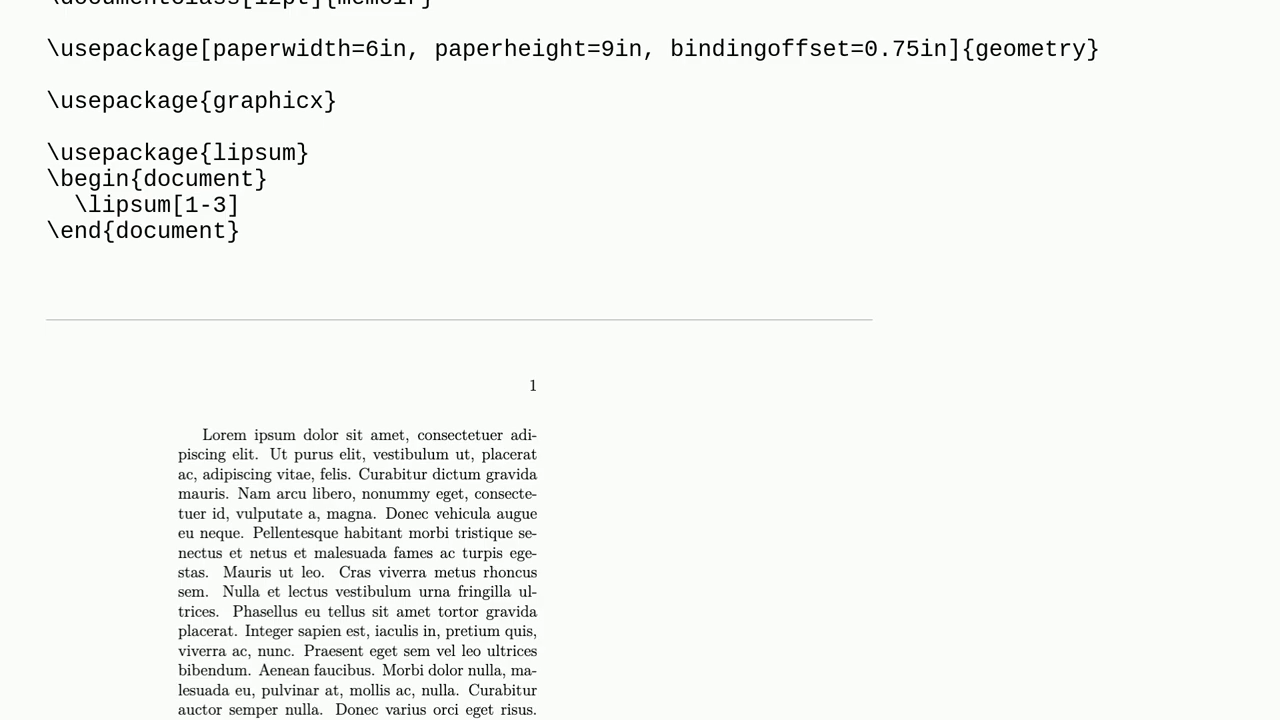 \documentclass[12pt]{memoir}
\usepackage[paperwidth=6in, paperheight=9in, bindingoffset=0.75in]{geometry}
\usepackage{graphicx}
\usepackage{lipsum}
\begin{document}
  \lipsum[1-3]
\end{document}
1
Lorem ipsum dolor sit amet, consectetuer adi-
piscing elit. Ut purus elit, vestibulum ut, placerat
ac, adipiscing vitae, felis. Curabitur dictum gravida
mauris. Nam arcu libero, nonummy eget, consecte-
tuer id, vulputate a, magna. Donec vehicula augue
eu neque. Pellentesque habitant morbi tristique se-
nectus et netus et malesuada fames ac turpis ege-
stas. Mauris ut leo. Cras viverra metus rhoncus
sem. Nulla et lectus vestibulum urna fringilla ul-
trices. Phasellus eu tellus sit amet tortor gravida
placerat. Integer sapien est, iaculis in, pretium quis,
viverra ac, nunc. Praesent eget sem vel leo ultrices
bibendum. Aenean faucibus. Morbi dolor nulla, ma-
lesuada eu, pulvinar at, mollis ac, nulla. Curabitur
auctor semper nulla. Donec varius orci eget risus.